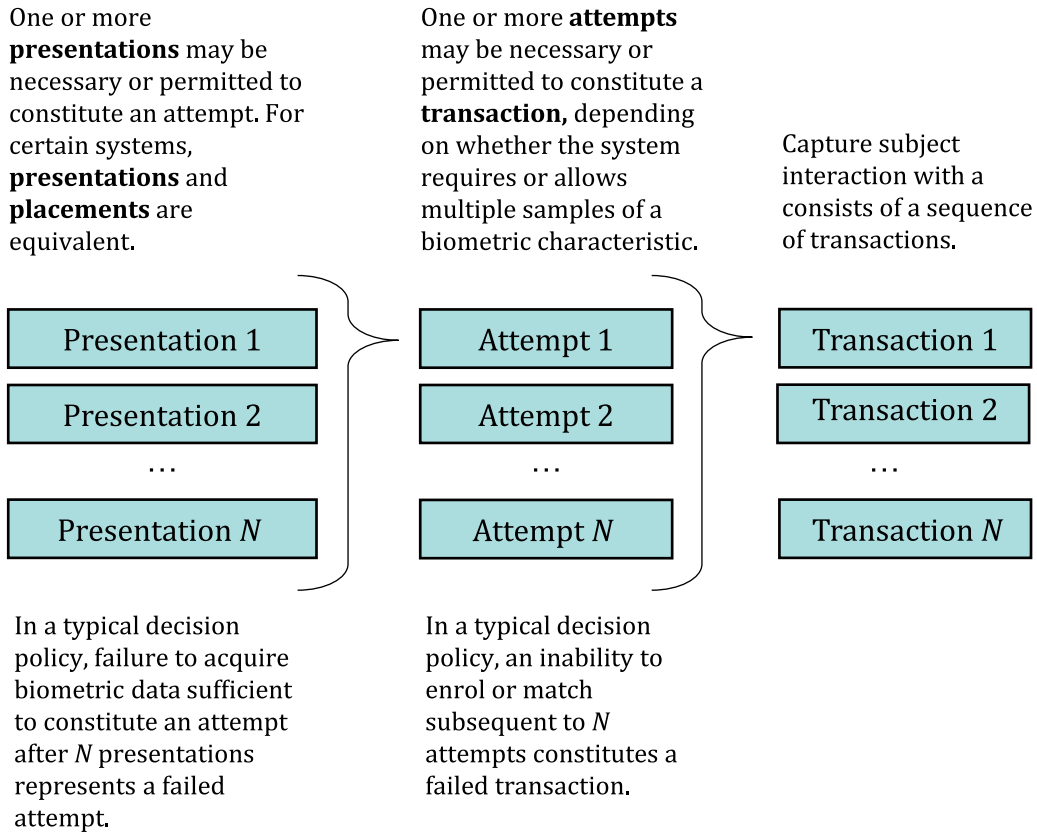 One or more
presentations may be
necessary or permitted to
constitute an attempt. For
certain systems,
presentations and
placements are
equivalent.
One or more attempts
may be necessary or
permitted to constitute a
transaction, depending
on whether the system
requires or allows
multiple samples of a
biometric characteristic.
Capture subject
interaction with a
consists of a sequence
of transactions.
Presentation 1
Presentation 2
...
Presentation N
Attempt 1
Attempt 2
...
Attempt N
Transaction 1
Transaction 2
...
Transaction N
In a typical decision
policy, failure to acquire
biometric data sufficient
to constitute an attempt
after N presentations
represents a failed
attempt.
In a typical decision
policy, an inability to
enrol or match
subsequent to N
attempts constitutes a
failed transaction.